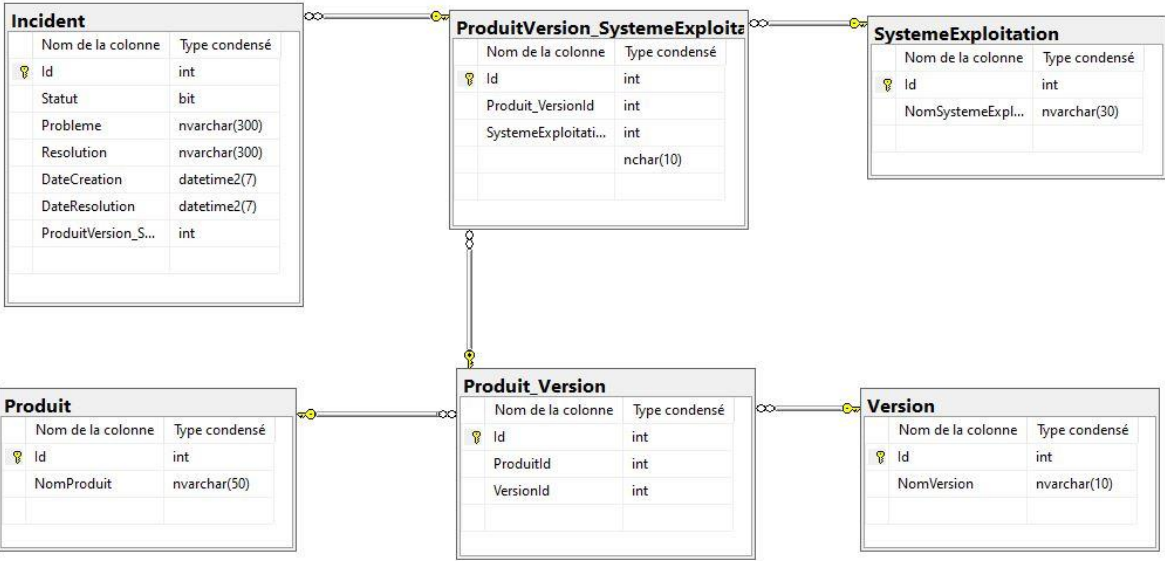 Incident
Nom de la colonne Type condensé
Id int
Statut bit
Probleme nvarchar(300)
Resolution nvarchar(300)
DateCreation datetime2(7)
DateResolution datetime2(7)
ProduitVersion_S... int
ProduitVersion_SystemeExploita
Nom de la colonne Type condensé
Id int
Produit_VersionId int
SystemeExploitati... int
nchar(10)
SystemeExploitation
Nom de la colonne Type condensé
Id int
NomSystemeExpl... nvarchar(30)
Produit
Nom de la colonne Type condensé
Id int
NomProduit nvarchar(50)
Produit_Version
Nom de la colonne Type condensé
Id int
ProduitId int
VersionId int
Version
Nom de la colonne Type condensé
Id int
NomVersion nvarchar(10)